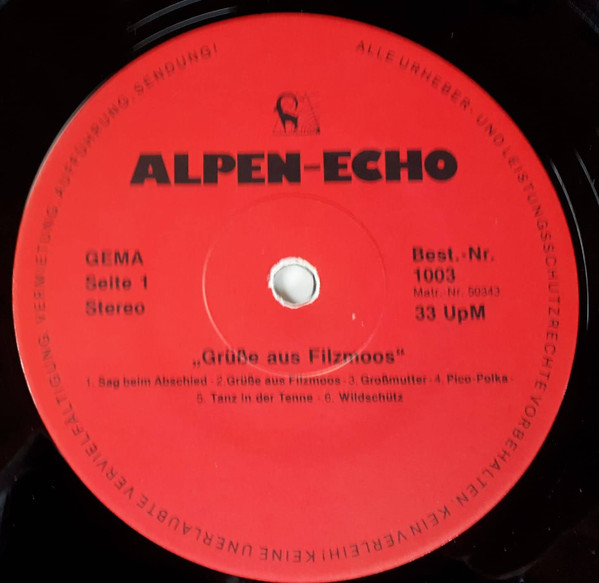 ALLE URHEBER- UND LEISTUNGSSCHUTZRECHTE VORBEHALTEN. KEIN VERLEIH! KEINE UNERLAUBTE VERVIELFÄLTIGUNG, VERMIETUNG, AUFFÜHRUNG, SENDUNG!
ALPEN-ECHO
GEMA
Seite 1
Stereo
Best.-Nr.
1003
Matr.-Nr. 50343
33 UpM
„Grüße aus Filzmoos“
1. Sag beim Abschied · 2. Grüße aus Filzmoos · 3. Großmutter · 4. Pico-Polka ·
5. Tanz in der Tenne · 6. Wildschütz